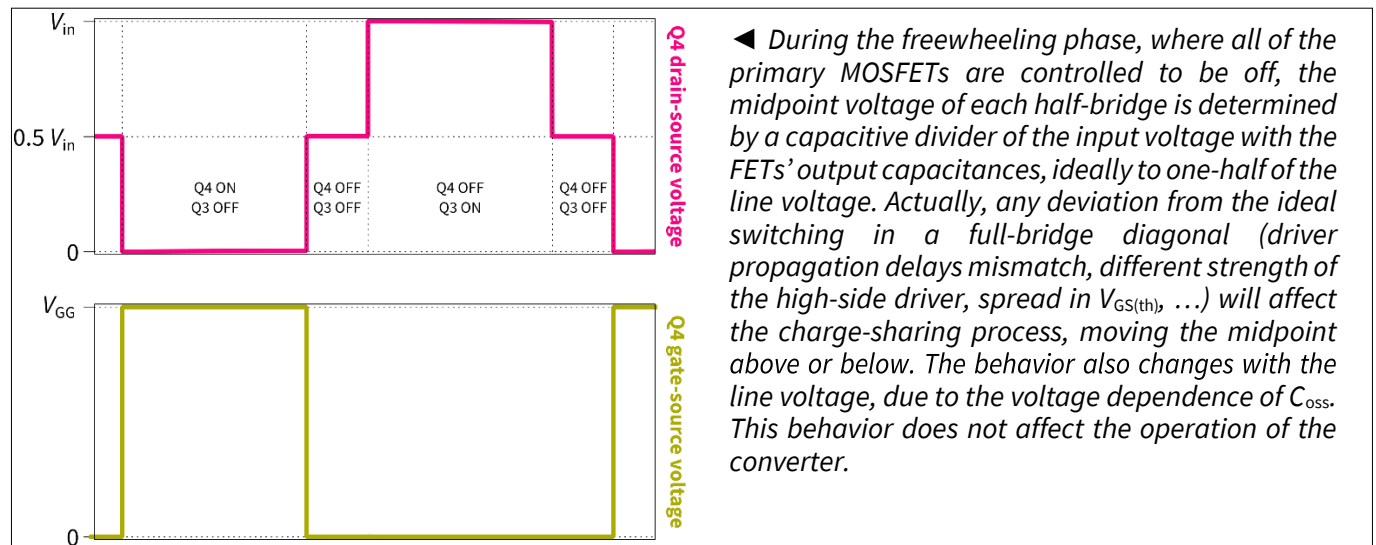 V_in
0.5 V_in
0
Q4 ON
Q3 OFF
Q4 OFF
Q3 OFF
Q4 OFF
Q3 ON
Q4 OFF
Q3 OFF
Q4 drain-source voltage
V_GG
0
Q4 gate-source voltage
◄ During the freewheeling phase, where all of the
primary MOSFETs are controlled to be off, the
midpoint voltage of each half-bridge is determined
by a capacitive divider of the input voltage with the
FETs’ output capacitances, ideally to one-half of the
line voltage. Actually, any deviation from the ideal
switching in a full-bridge diagonal (driver
propagation delays mismatch, different strength of
the high-side driver, spread in V_GS(th), …) will affect
the charge-sharing process, moving the midpoint
above or below. The behavior also changes with the
line voltage, due to the voltage dependence of C_oss.
This behavior does not affect the operation of the
converter.